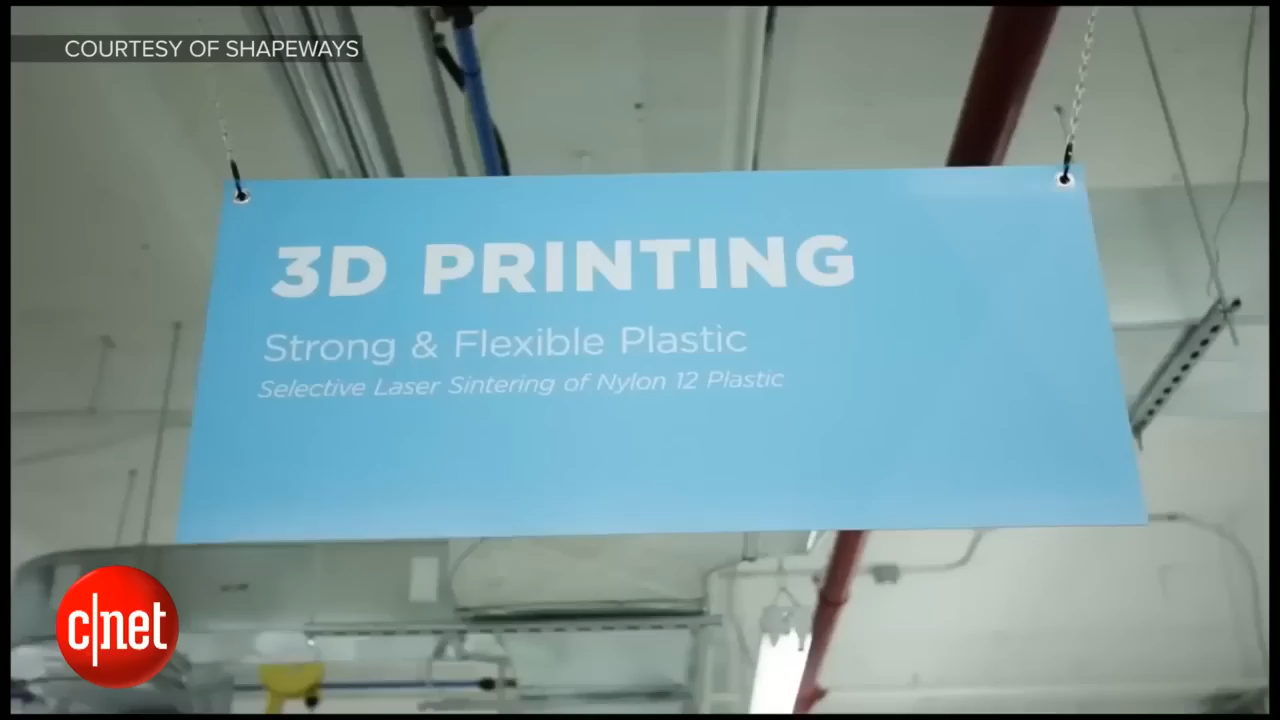 COURTESY OF SHAPEWAYS
3D PRINTING
Strong & Flexible Plastic
Selective Laser Sintering of Nylon 12 Plastic
c|net